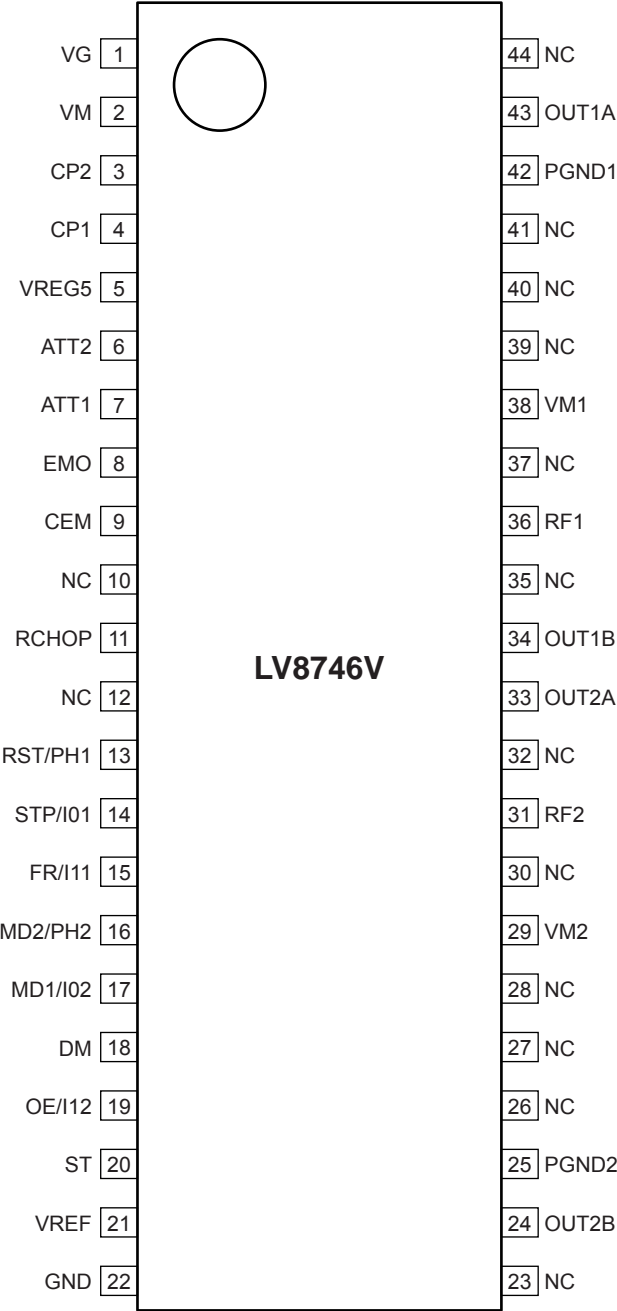 VG 1 44 NC
VM 2 43 OUT1A
CP2 3 42 PGND1
CP1 4 41 NC
VREG5 5 40 NC
ATT2 6 39 NC
ATT1 7 38 VM1
EMO 8 37 NC
CEM 9 36 RF1
NC 10 35 NC
RCHOP 11 34 OUT1B
LV8746V
NC 12 33 OUT2A
RST/PH1 13 32 NC
STP/I01 14 31 RF2
FR/I11 15 30 NC
MD2/PH2 16 29 VM2
MD1/I02 17 28 NC
DM 18 27 NC
OE/I12 19 26 NC
ST 20 25 PGND2
VREF 21 24 OUT2B
GND 22 23 NC